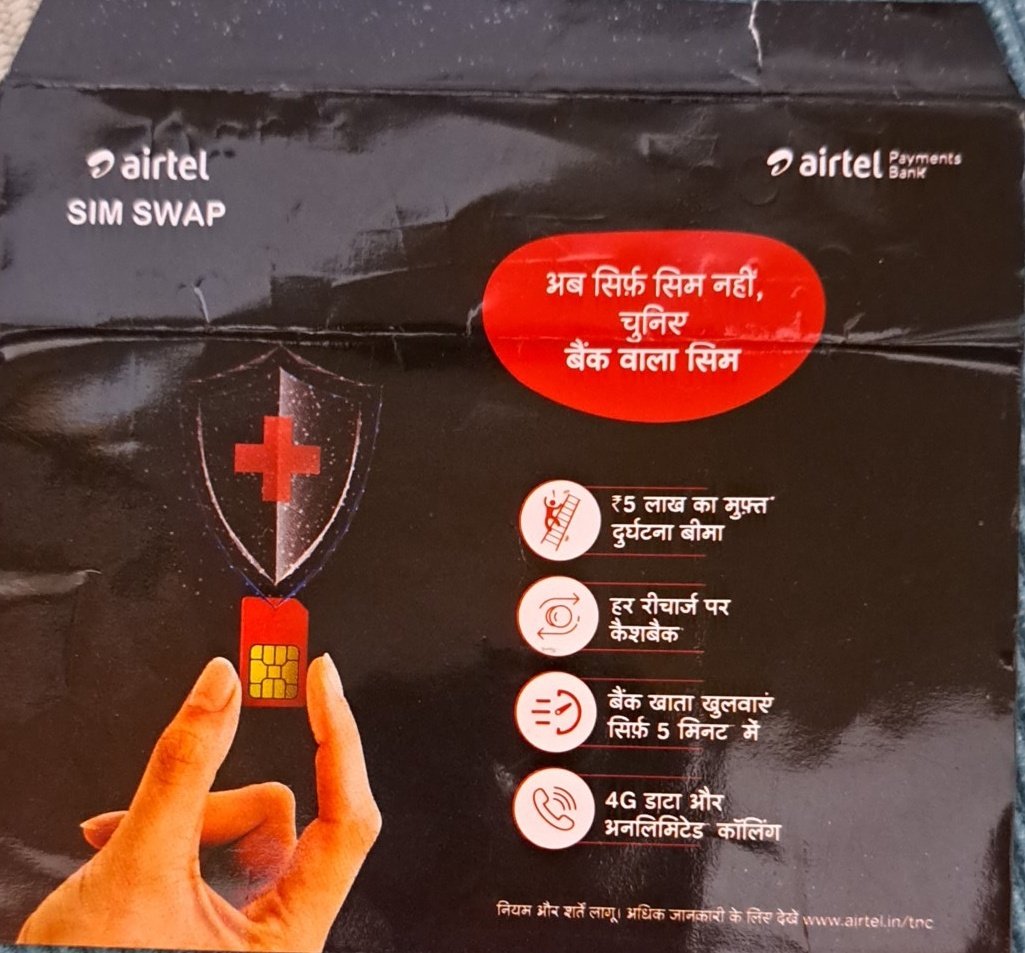 airtel
SIM SWAP
airtel Payments Bank
अब सिर्फ़ सिम नहीं,
चुनिए
बैंक वाला सिम
₹5 लाख का मुफ़्त*
दुर्घटना बीमा
हर रीचार्ज पर
कैशबैक*
बैंक खाता खुलवाएं
सिर्फ़ 5 मिनट* में
4G डाटा और
अनलिमिटेड* कॉलिंग
नियम और शर्तें लागू। अधिक जानकारी के लिए देखें www.airtel.in/tnc